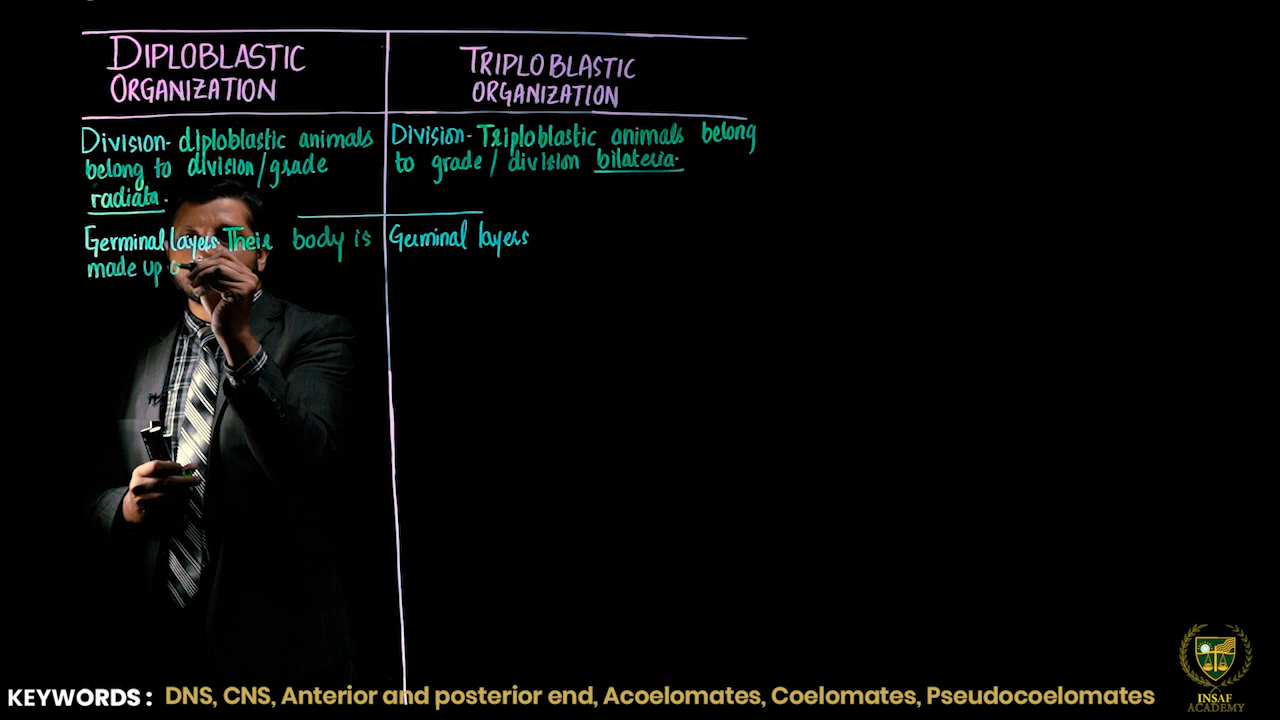 DIPLOBLASTIC
ORGANIZATION
TRIPLOBLASTIC
ORGANIZATION
Division- diploblastic animals
belong to division/grade
radiata.
Division- Triploblastic animals belong
to grade/division bilateria.
Germinal layers Their body is
made up
Germinal layers
KEYWORDS: DNS, CNS, Anterior and posterior end, Acoelomates, Coelomates, Pseudocoelomates
INSAF
ACADEMY